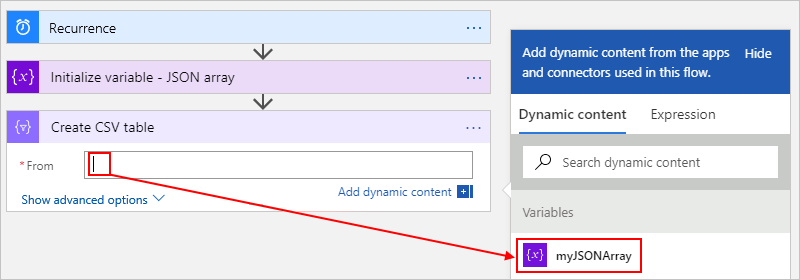 Recurrence
...
{x} Initialize variable - JSON array
...
Create CSV table
...
* From
Show advanced options
Add dynamic content
Add dynamic content from the apps
and connectors used in this flow.
Hide
Dynamic content
Expression
Search dynamic content
Variables
{x} myJSONArray